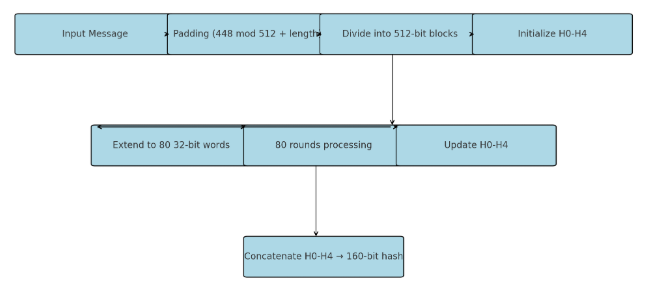 Input Message
Padding (448 mod 512 + length
Divide into 512-bit blocks
Initialize H0-H4
Extend to 80 32-bit words
80 rounds processing
Update H0-H4
Concatenate H0-H4 → 160-bit hash